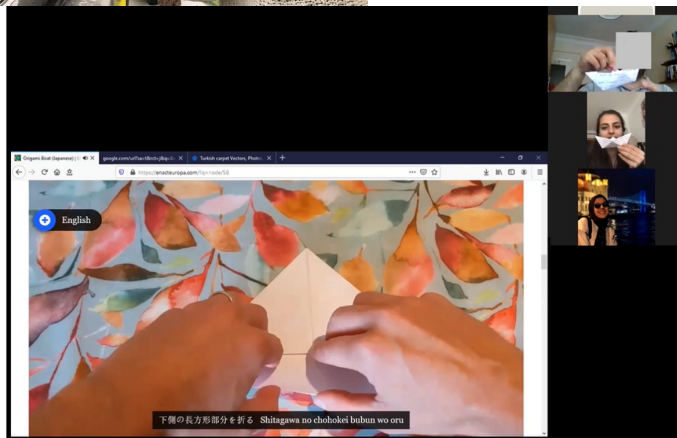 Origami Boat (Japanese) | E
google.com/url?sa=t&rct=j&q=&e
Turkish carpet Vectors, Photos
https://enacteuropa.com/?q=node/58
English
下側の長方形部分を折る Shitagawa no chohokei bubun wo oru